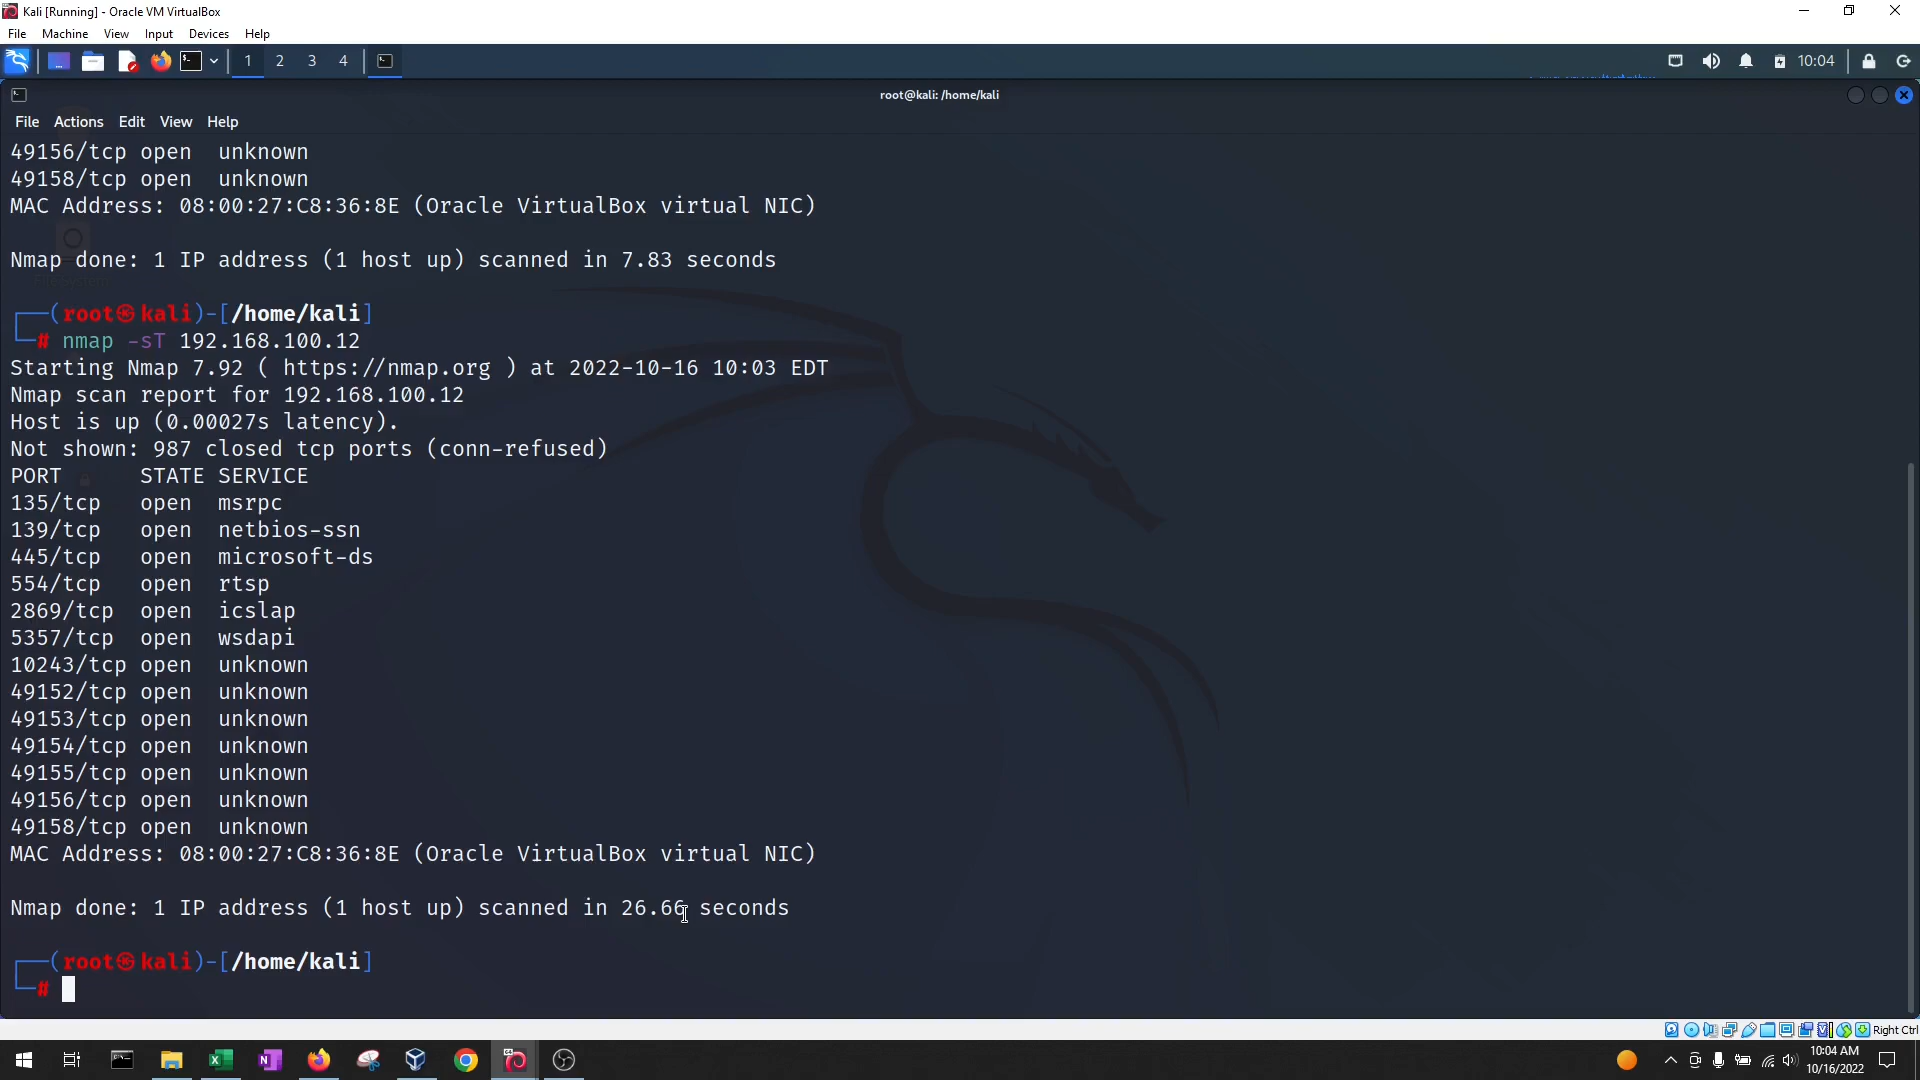 Kali [Running] - Oracle VM VirtualBox
File Machine View Input Devices Help
1 2 3 4
10:04
root@kali: /home/kali
File Actions Edit View Help
49156/tcp open  unknown
49158/tcp open  unknown
MAC Address: 08:00:27:C8:36:8E (Oracle VirtualBox virtual NIC)
Nmap done: 1 IP address (1 host up) scanned in 7.83 seconds
┌──(root㉿kali)-[/home/kali]
└─# nmap -sT 192.168.100.12
Starting Nmap 7.92 ( https://nmap.org ) at 2022-10-16 10:03 EDT
Nmap scan report for 192.168.100.12
Host is up (0.00027s latency).
Not shown: 987 closed tcp ports (conn-refused)
PORT      STATE SERVICE
135/tcp   open  msrpc
139/tcp   open  netbios-ssn
445/tcp   open  microsoft-ds
554/tcp   open  rtsp
2869/tcp  open  icslap
5357/tcp  open  wsdapi
10243/tcp open  unknown
49152/tcp open  unknown
49153/tcp open  unknown
49154/tcp open  unknown
49155/tcp open  unknown
49156/tcp open  unknown
49158/tcp open  unknown
MAC Address: 08:00:27:C8:36:8E (Oracle VirtualBox virtual NIC)
Nmap done: 1 IP address (1 host up) scanned in 26.66 seconds
┌──(root㉿kali)-[/home/kali]
└─#
Right Ctrl
10:04 AM
10/16/2022